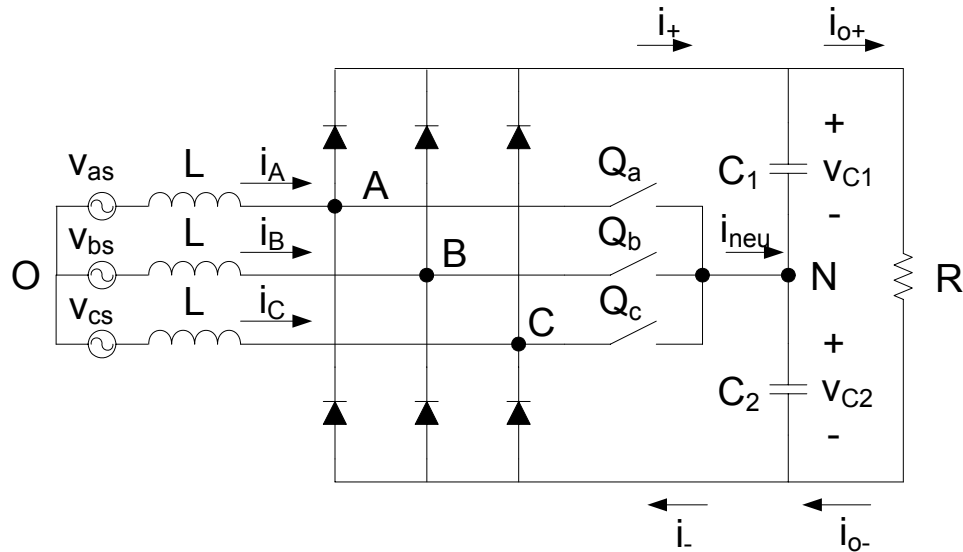 i+ io+
vas L iA A Qa C1 + vC1 -
vbs L iB B Qb ineu N R
O
vcs L iC C Qc C2 + vC2 -
i- io-